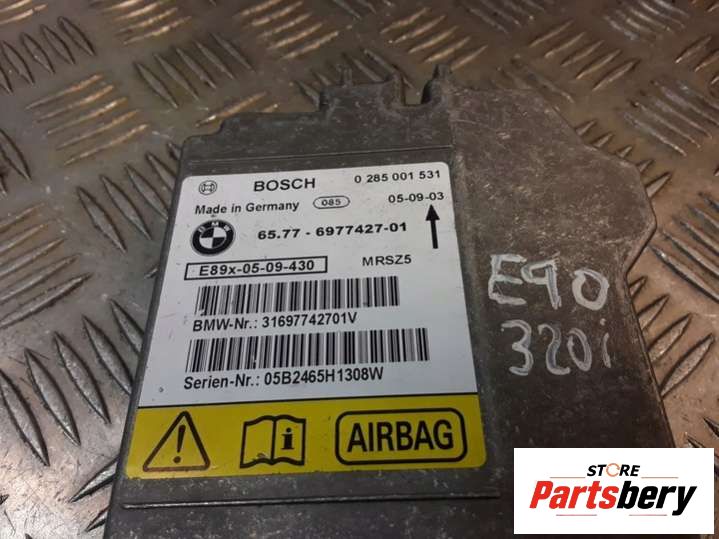 BOSCH 0 285 001 531
Made in Germany 085 05-09-03
BMW 65.77 - 6977427-01
E89x-05-09-430 MRSZ5
BMW-Nr.: 31697742701V
Serien-Nr.: 05B2465H1308W
AIRBAG
E90
320i
STORE
Partsbery